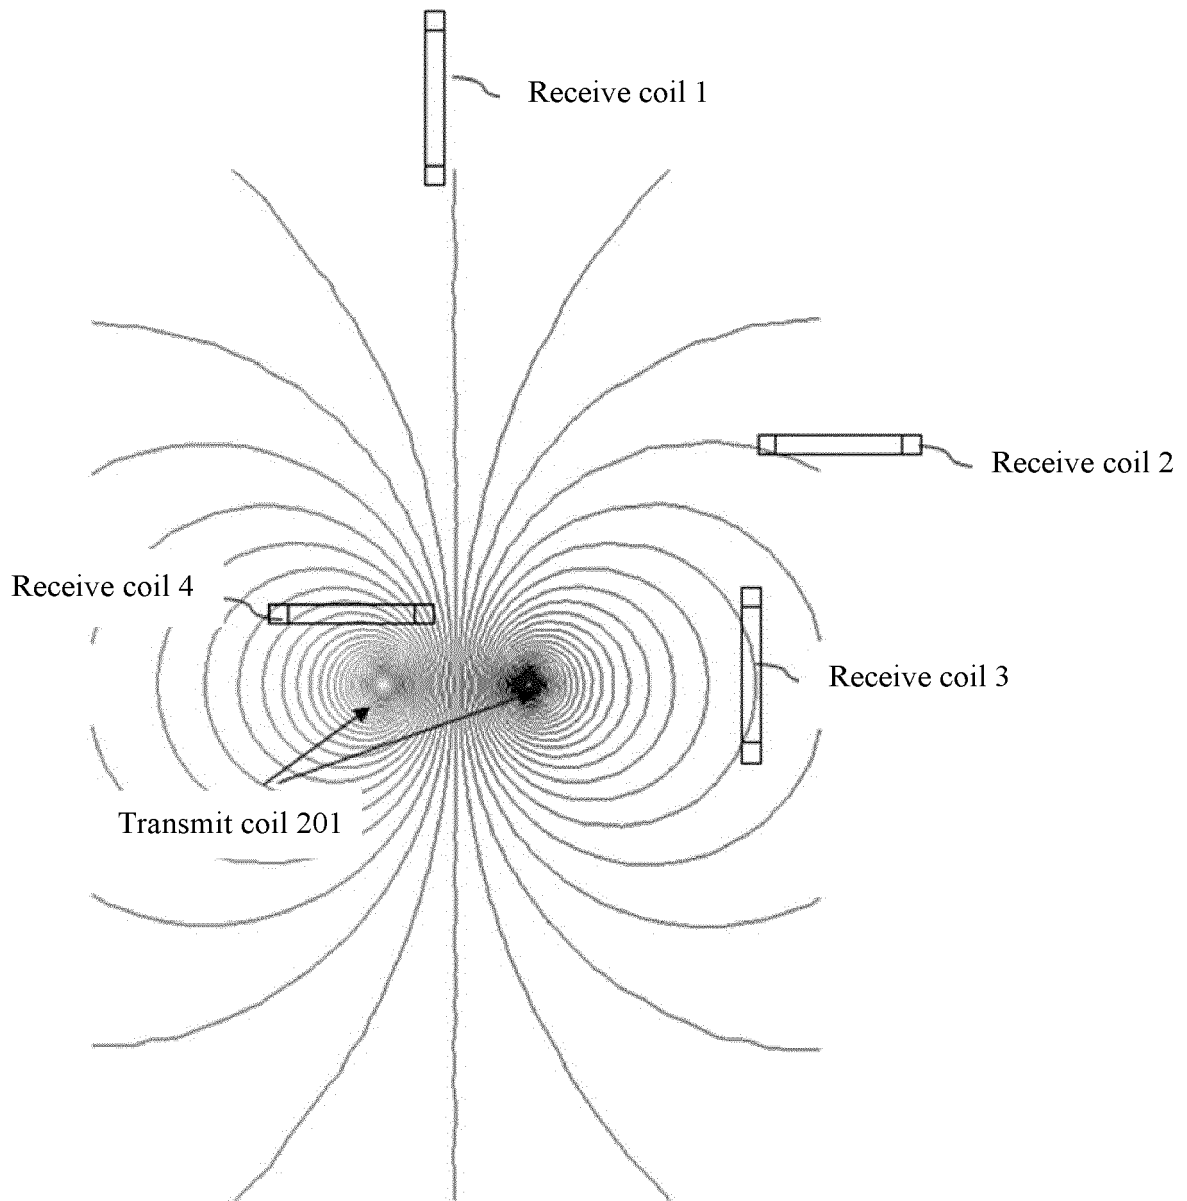 Receive coil 1
Receive coil 2
Receive coil 4
Receive coil 3
Transmit coil 201